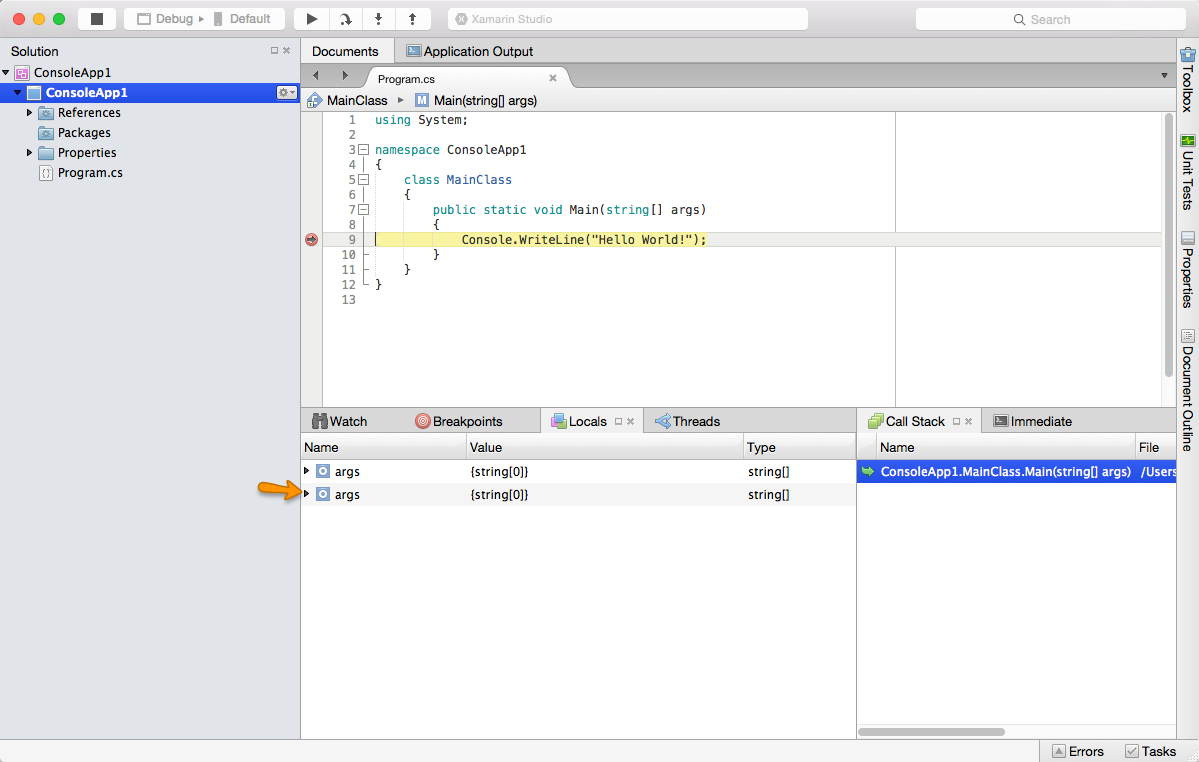 Debug Default
Xamarin Studio
Search
Solution
ConsoleApp1
ConsoleApp1
References
Packages
Properties
Program.cs
Documents
Application Output
Program.cs
MainClass Main(string[] args)
1 using System;
2
3 namespace ConsoleApp1
4 {
5 class MainClass
6 {
7 public static void Main(string[] args)
8 {
9 Console.WriteLine("Hello World!");
10 }
11 }
12 }
13
Toolbox
Unit Tests
Properties
Document Outline
Watch
Breakpoints
Locals
Threads
Name Value Type
args {string[0]} string[]
args {string[0]} string[]
Call Stack
Immediate
Name File
ConsoleApp1.MainClass.Main(string[] args) /Users
Errors
Tasks